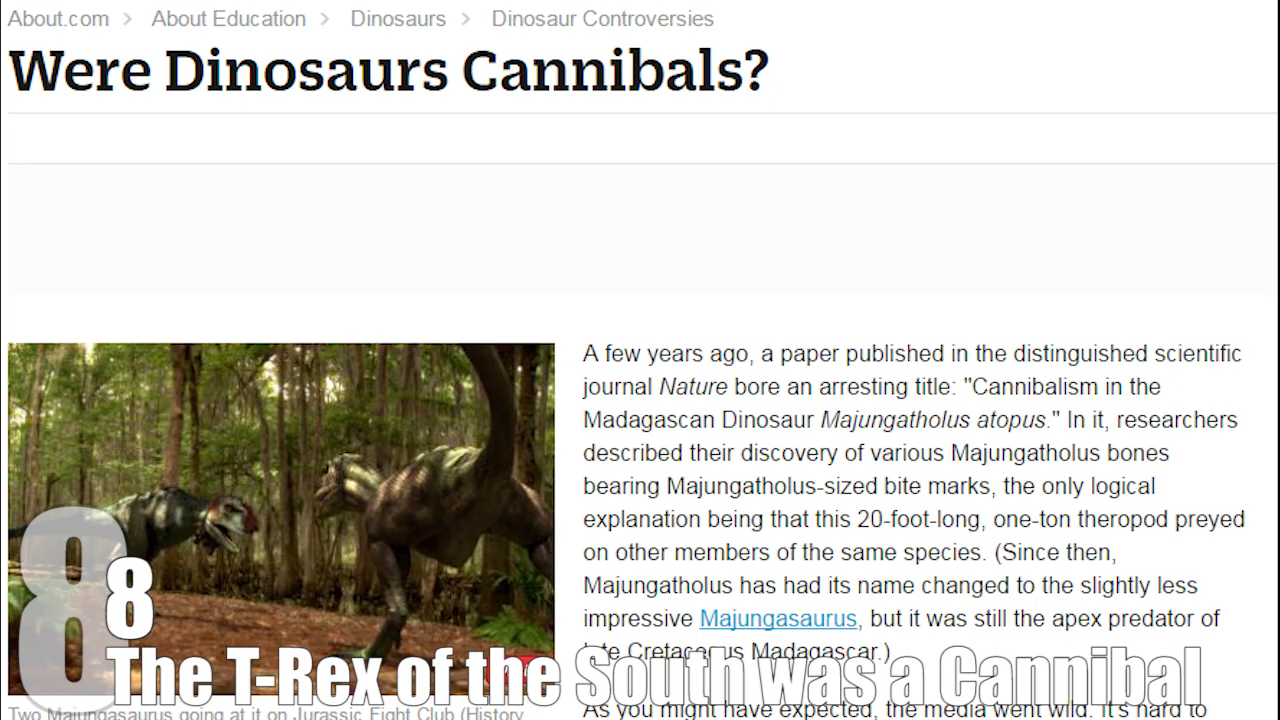 About.com > About Education > Dinosaurs > Dinosaur Controversies
Were Dinosaurs Cannibals?
A few years ago, a paper published in the distinguished scientific
journal Nature bore an arresting title: "Cannibalism in the
Madagascan Dinosaur Majungatholus atopus." In it, researchers
described their discovery of various Majungatholus bones
bearing Majungatholus-sized bite marks, the only logical
explanation being that this 20-foot-long, one-ton theropod preyed
on other members of the same species. (Since then,
Majungatholus has had its name changed to the slightly less
impressive Majungasaurus, but it was still the apex predator of
late Cretaceous Madagascar.)
As you might have expected, the media went wild. It's hard to
Two Majungasaurus going at it on Jurassic Fight Club (History
8
8
The T-Rex of the South was a Cannibal